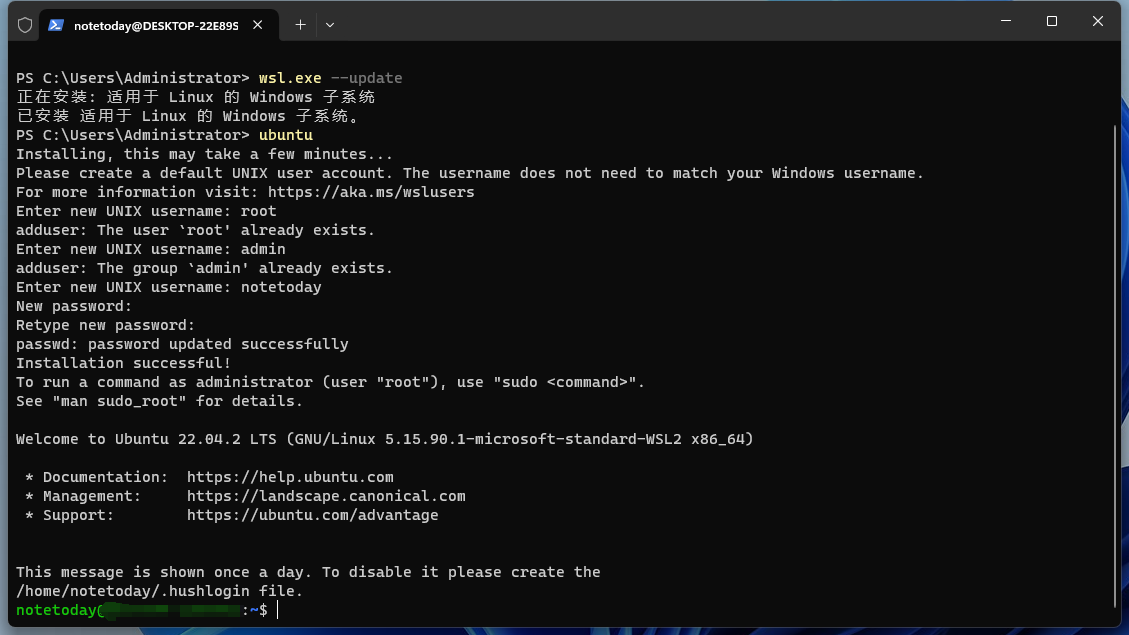 notetoday@DESKTOP-22E89S
PS C:\Users\Administrator> wsl.exe --update
正在安装: 适用于 Linux 的 Windows 子系统
已安装 适用于 Linux 的 Windows 子系统。
PS C:\Users\Administrator> ubuntu
Installing, this may take a few minutes...
Please create a default UNIX user account. The username does not need to match your Windows username.
For more information visit: https://aka.ms/wslusers
Enter new UNIX username: root
adduser: The user `root' already exists.
Enter new UNIX username: admin
adduser: The group `admin' already exists.
Enter new UNIX username: notetoday
New password:
Retype new password:
passwd: password updated successfully
Installation successful!
To run a command as administrator (user "root"), use "sudo <command>".
See "man sudo_root" for details.
Welcome to Ubuntu 22.04.2 LTS (GNU/Linux 5.15.90.1-microsoft-standard-WSL2 x86_64)
* Documentation:  https://help.ubuntu.com
* Management:     https://landscape.canonical.com
* Support:        https://ubuntu.com/advantage
This message is shown once a day. To disable it please create the
/home/notetoday/.hushlogin file.
notetoday@ :~$